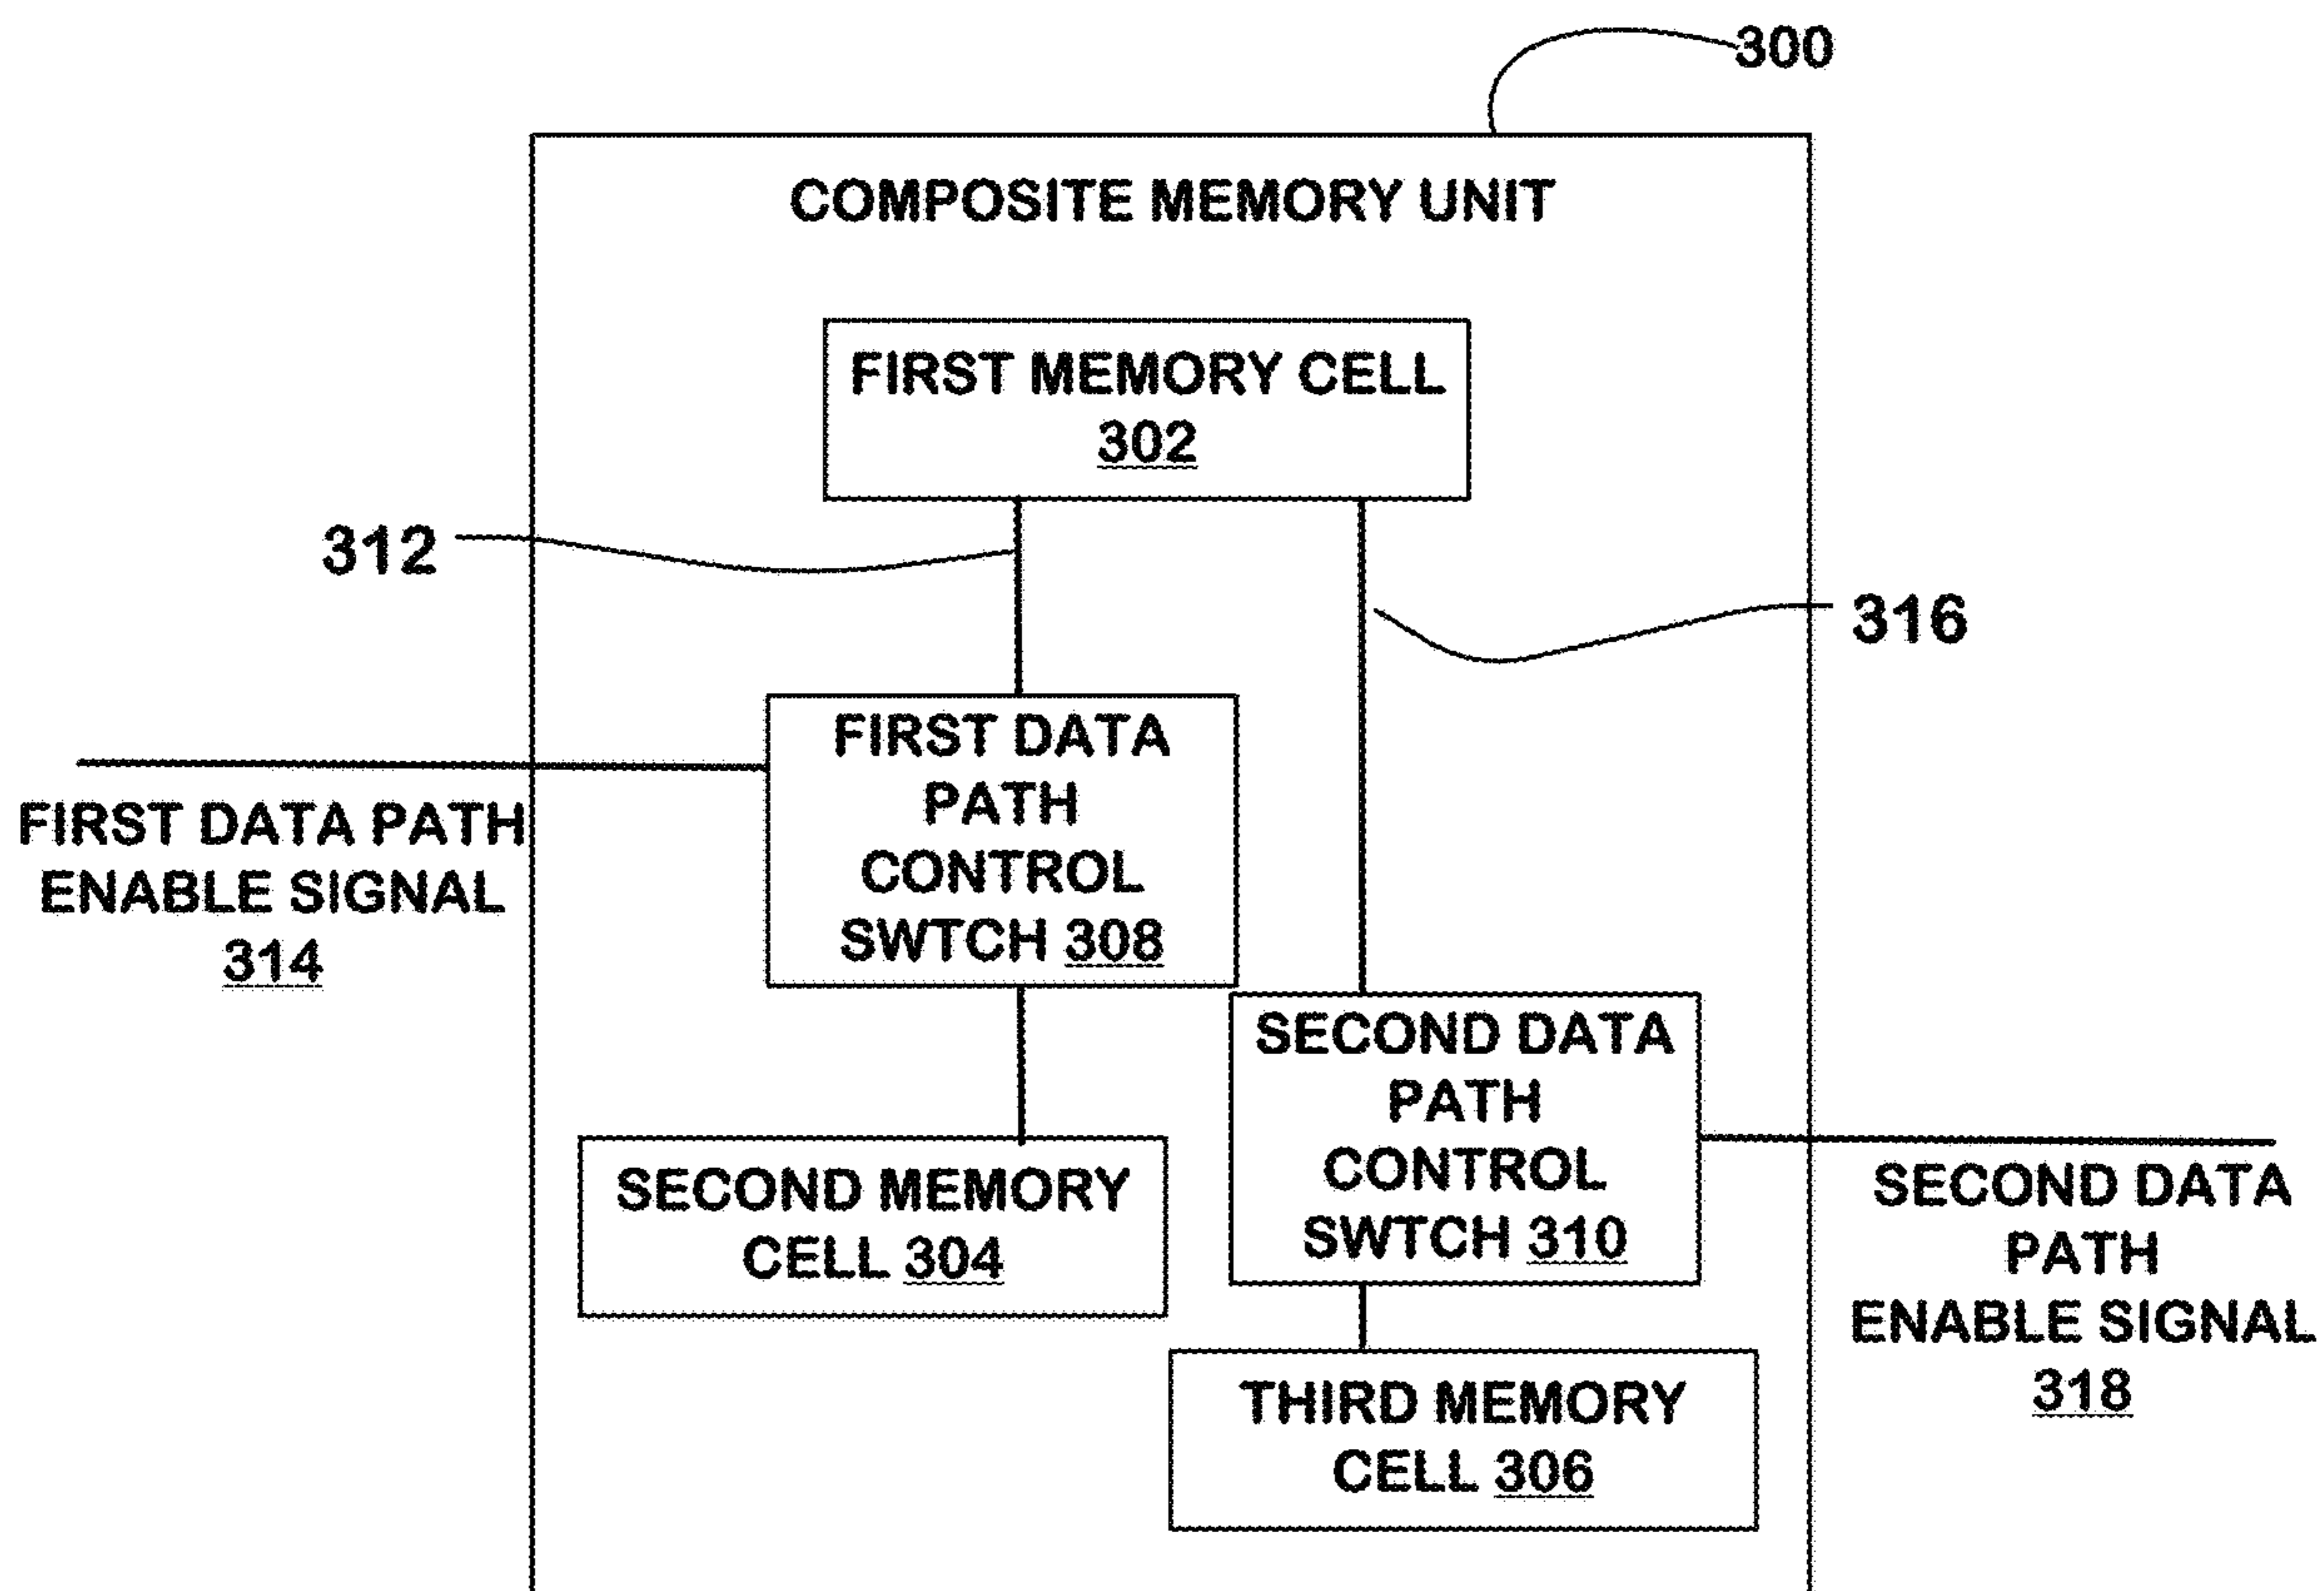 300
COMPOSITE MEMORY UNIT
FIRST MEMORY CELL
302
312
316
FIRST DATA
PATH
CONTROL
SWTCH 308
FIRST DATA PATH
ENABLE SIGNAL
314
SECOND DATA
PATH
CONTROL
SWTCH 310
SECOND MEMORY
CELL 304
SECOND DATA
PATH
ENABLE SIGNAL
318
THIRD MEMORY
CELL 306